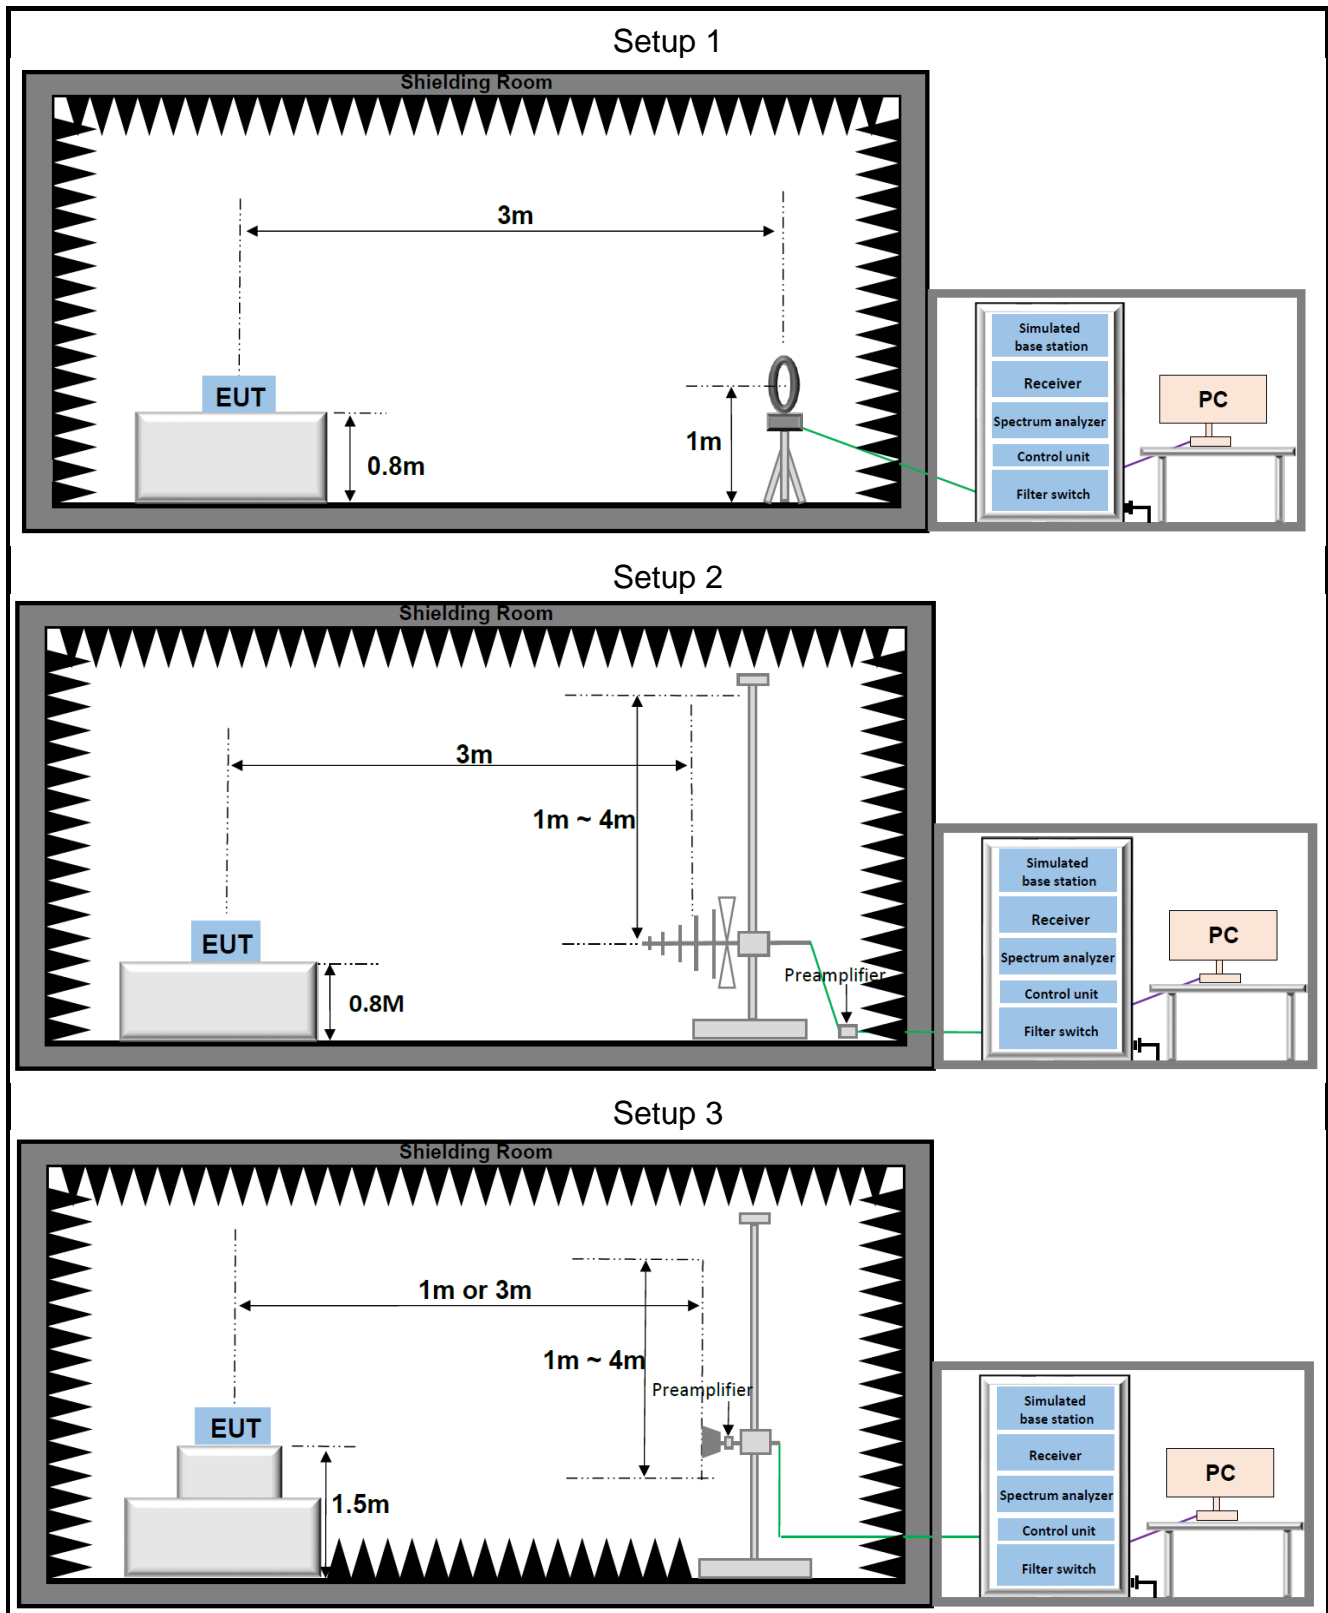 Setup 1
Shielding Room
3m
EUT
0.8m
1m
Simulated
base station
Receiver
Spectrum analyzer
Control unit
Filter switch
PC
Setup 2
Shielding Room
3m
1m ~ 4m
EUT
0.8M
Preamplifier
Simulated
base station
Receiver
Spectrum analyzer
Control unit
Filter switch
PC
Setup 3
Shielding Room
1m or 3m
1m ~ 4m
Preamplifier
EUT
1.5m
Simulated
base station
Receiver
Spectrum analyzer
Control unit
Filter switch
PC